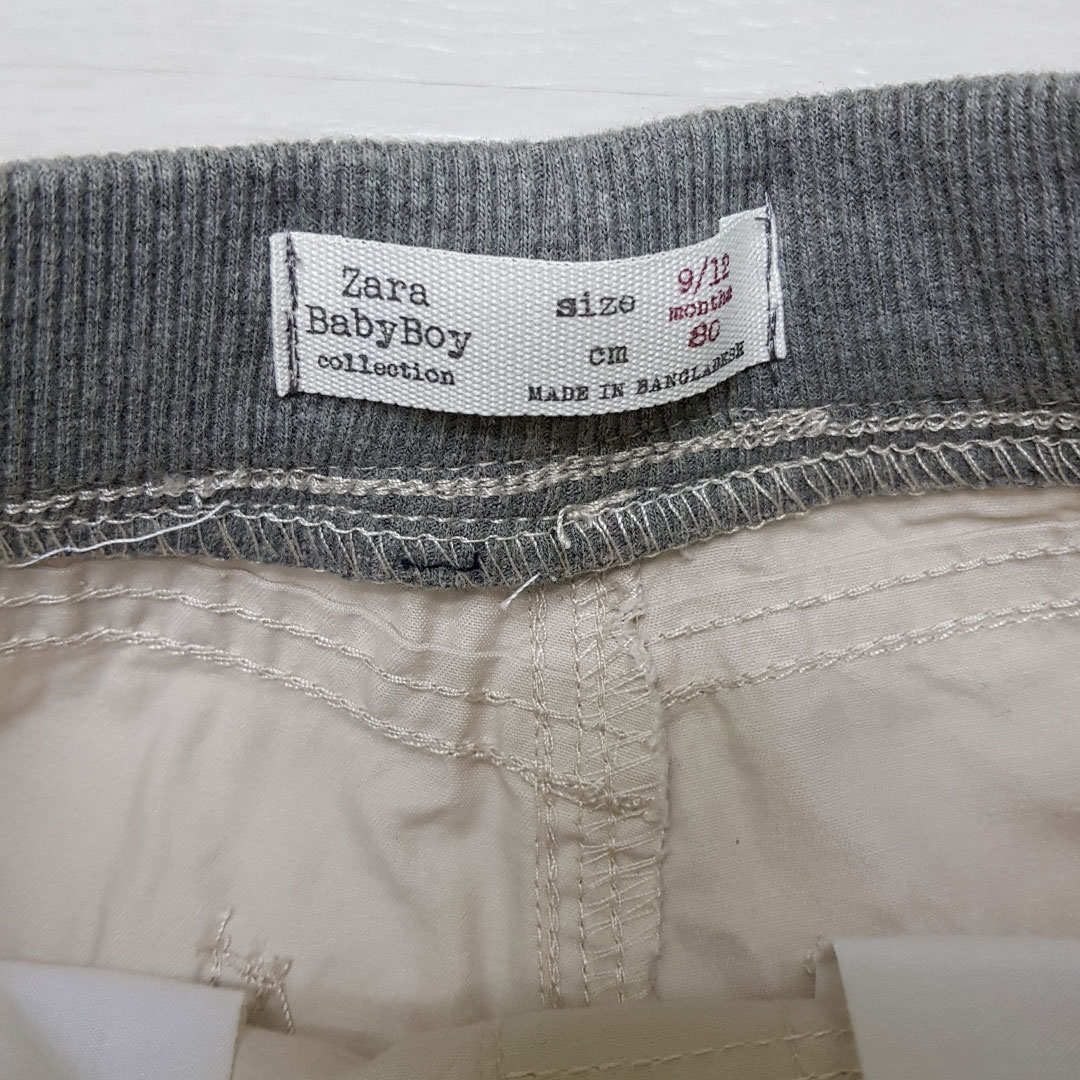 Zara
BabyBoy
collection
size 9/12
months
cm 80
MADE IN BANGLADESH